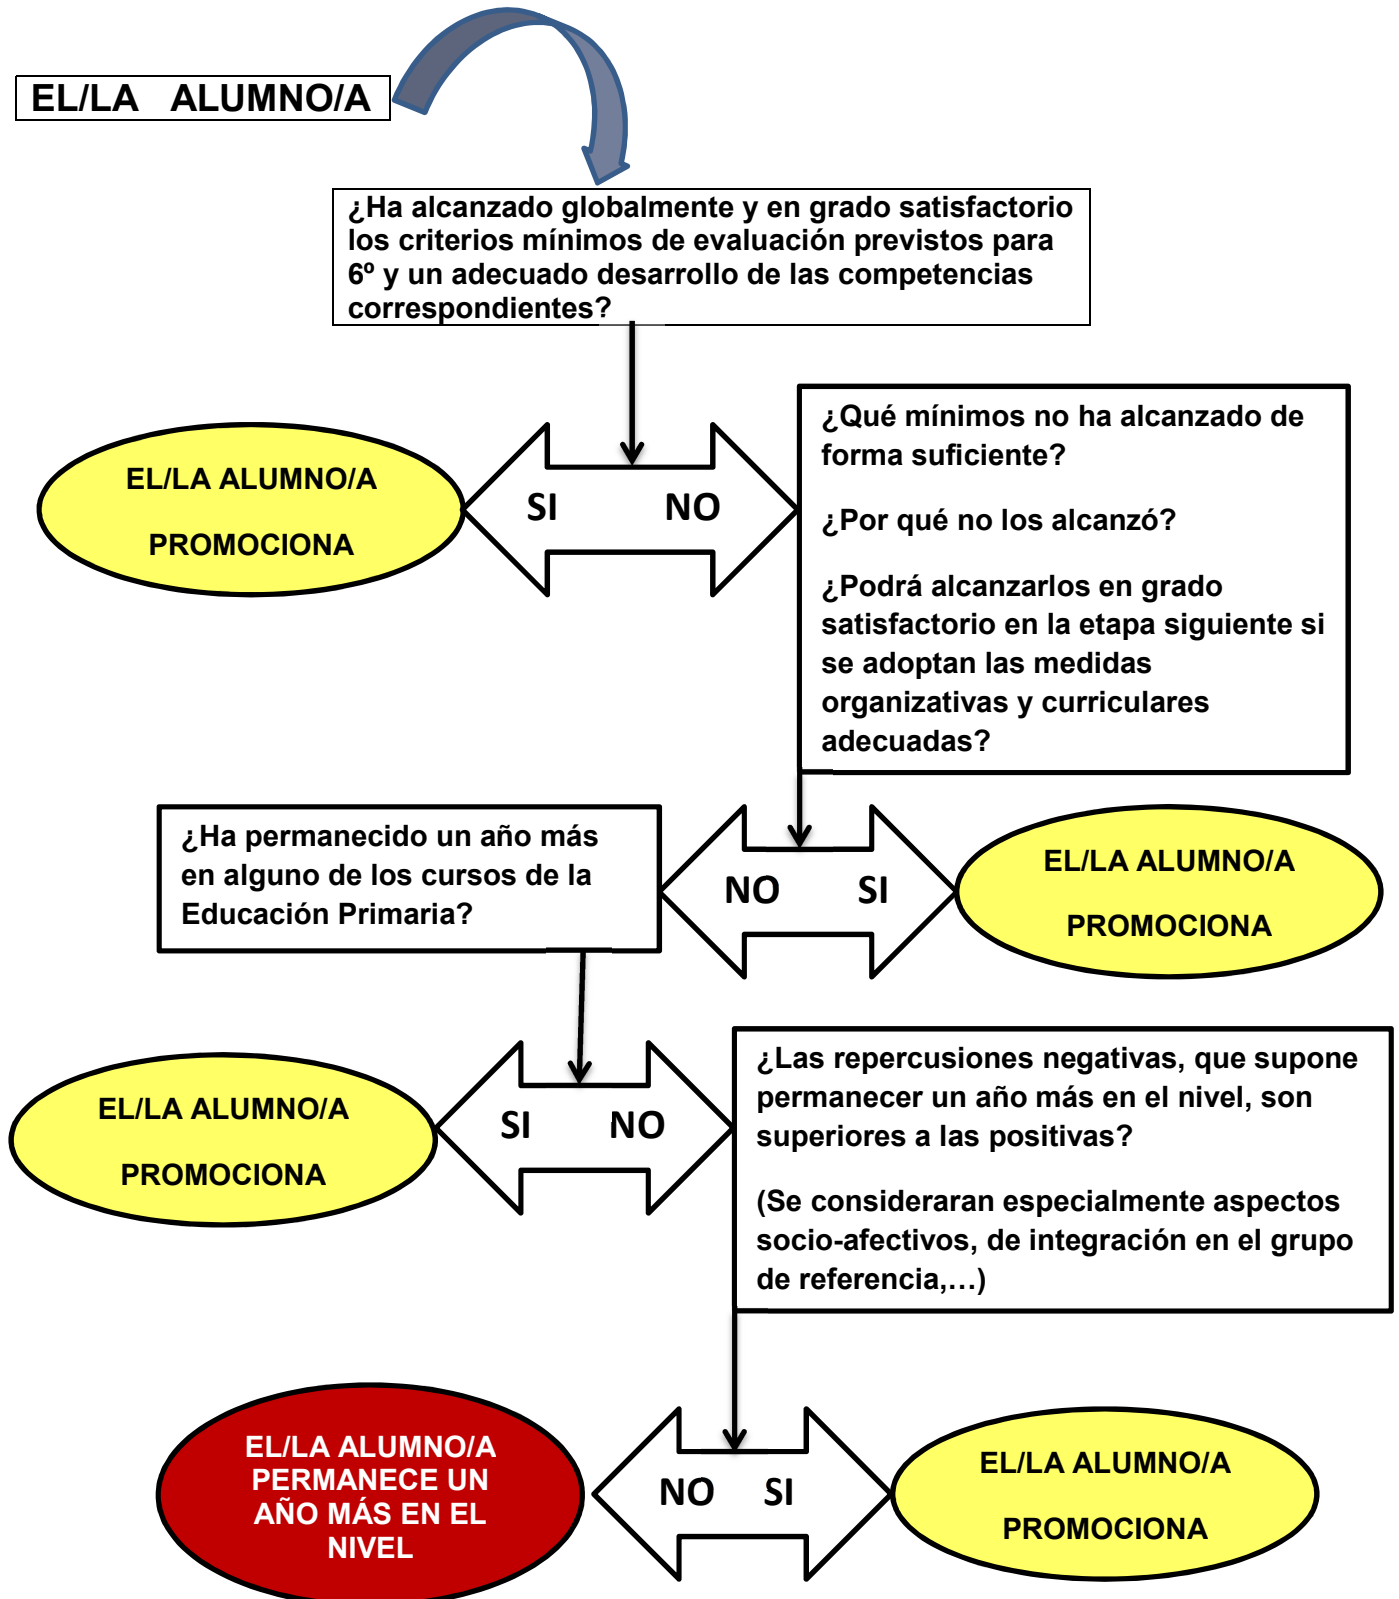 EL/LA ALUMNO/A
¿Ha alcanzado globalmente y en grado satisfactorio
los criterios mínimos de evaluación previstos para
6º y un adecuado desarrollo de las competencias
correspondientes?
EL/LA ALUMNO/A
PROMOCIONA
SI NO
¿Qué mínimos no ha alcanzado de
forma suficiente?
¿Por qué no los alcanzó?
¿Podrá alcanzarlos en grado
satisfactorio en la etapa siguiente si
se adoptan las medidas
organizativas y curriculares
adecuadas?
¿Ha permanecido un año más
en alguno de los cursos de la
Educación Primaria?
NO SI
EL/LA ALUMNO/A
PROMOCIONA
EL/LA ALUMNO/A
PROMOCIONA
SI NO
¿Las repercusiones negativas, que supone
permanecer un año más en el nivel, son
superiores a las positivas?
(Se consideraran especialmente aspectos
socio-afectivos, de integración en el grupo
de referencia,…)
EL/LA ALUMNO/A
PERMANECE UN
AÑO MÁS EN EL
NIVEL
NO SI
EL/LA ALUMNO/A
PROMOCIONA